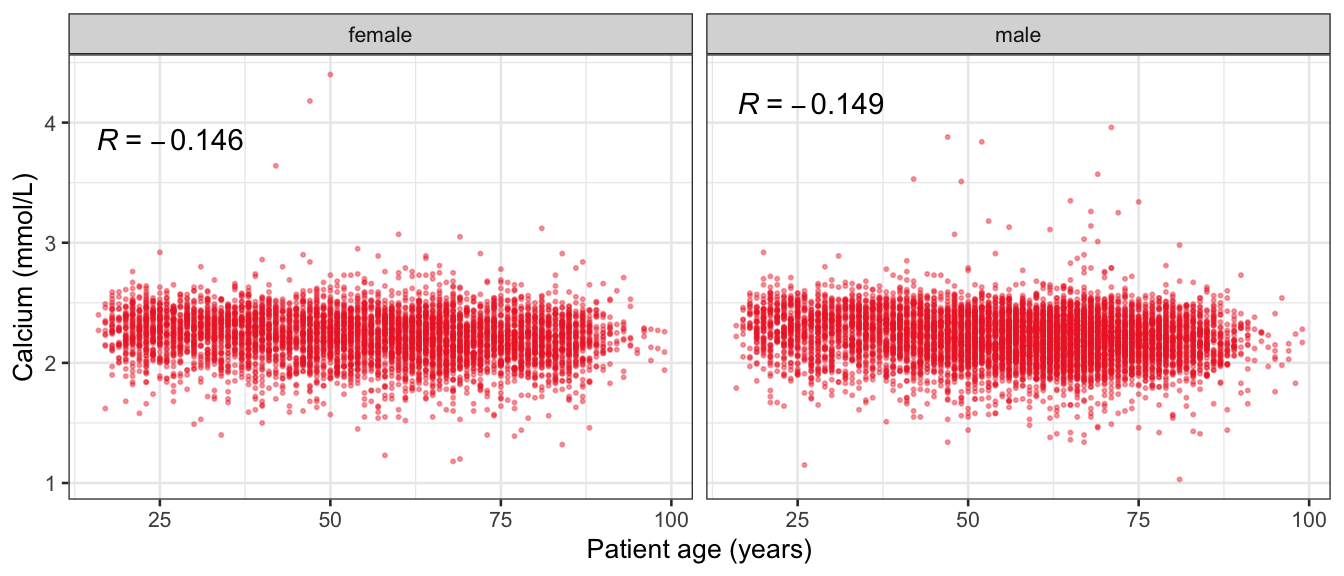 female
male
Calcium (mmol/L)
4
3
2
1
R = −0.146
R = −0.149
25 50 75 100
25 50 75 100
Patient age (years)